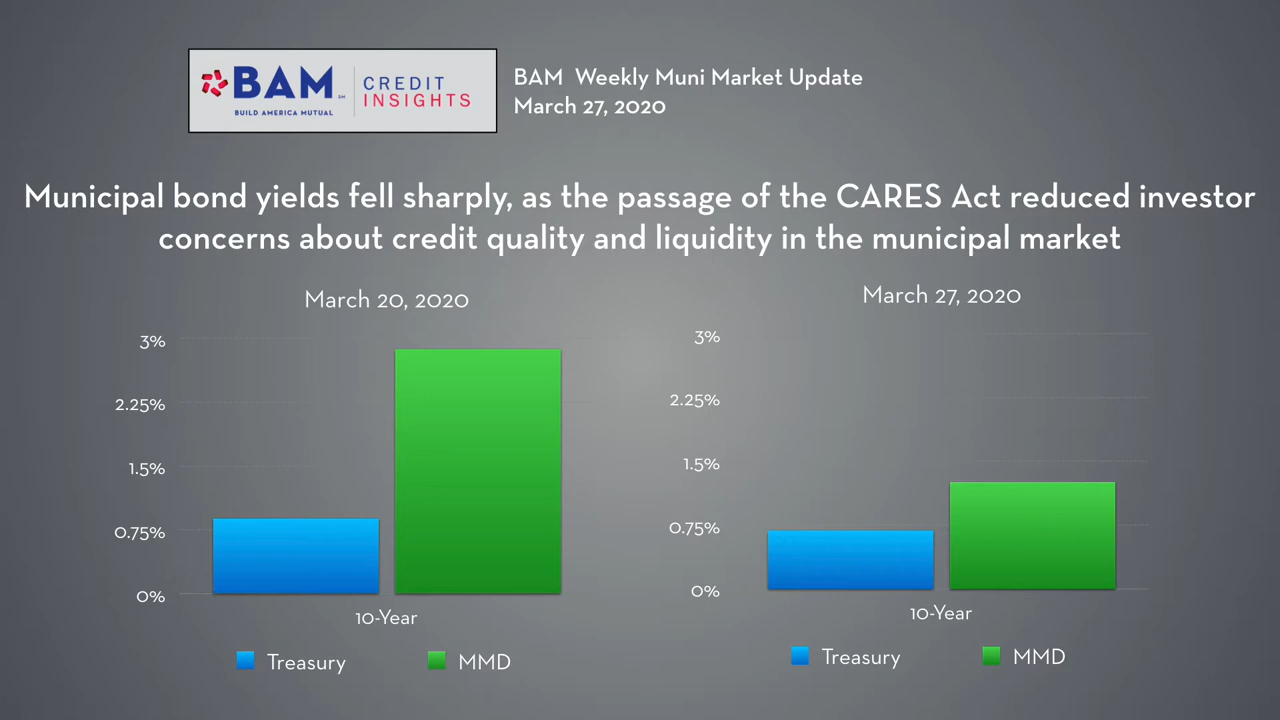 BAM
SM
BUILD AMERICA MUTUAL
CREDIT
INSIGHTS
BAM Weekly Muni Market Update
March 27, 2020
Municipal bond yields fell sharply, as the passage of the CARES Act reduced investor
concerns about credit quality and liquidity in the municipal market
March 20, 2020
3%
2.25%
1.5%
0.75%
0%
10-Year
Treasury
MMD
March 27, 2020
3%
2.25%
1.5%
0.75%
0%
10-Year
Treasury
MMD